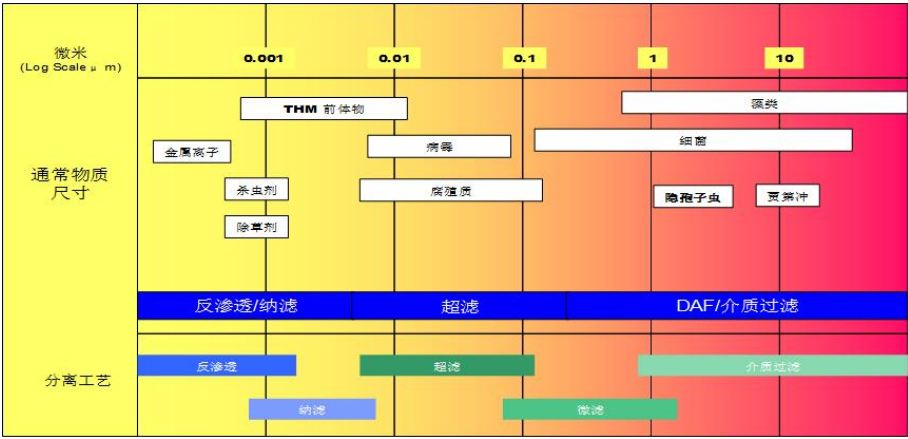 微米
(Log Scale μ m)
0.001
0.01
0.1
1
10
THM 前体物
藻类
金属离子
病毒
细菌
通常物质
尺寸
杀虫剂
腐殖质
隐孢子虫
贾第冲
除草剂
反渗透/纳滤
超滤
DAF/介质过滤
分离工艺
反渗透
超滤
介质过滤
纳滤
微滤